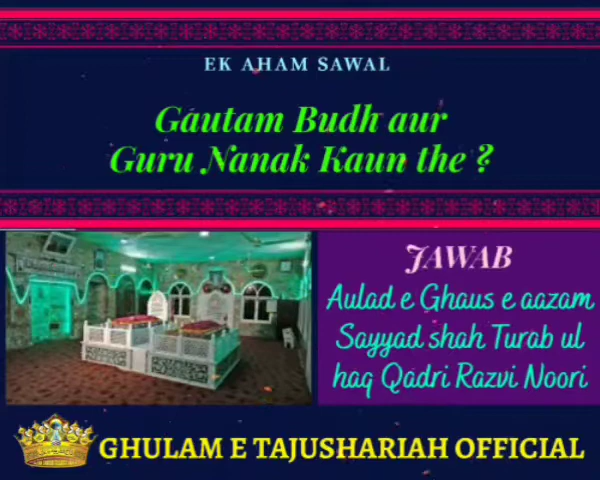 EK AHAM SAWAL
Gautam Budh aur
Guru Nanak Kaun the ?
JAWAB
Aulad e Ghaus e aazam
Sayyad shah Turab ul
haq Qadri Razvi Noori
GHULAM E TAJUSHARIAH OFFICIAL